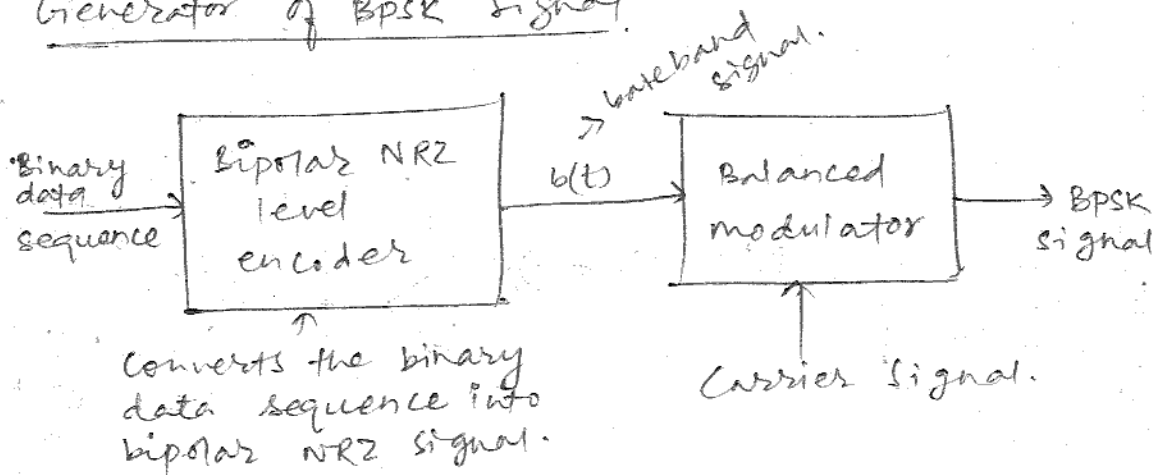 Generator of BPSK Signal.
baseband
signal.
Binary
data
sequence
Bipolar NRZ
level
encoder
b(t)
Balanced
modulator
BPSK
Signal
Converts the binary
data sequence into
bipolar NRZ signal.
Carrier Signal.